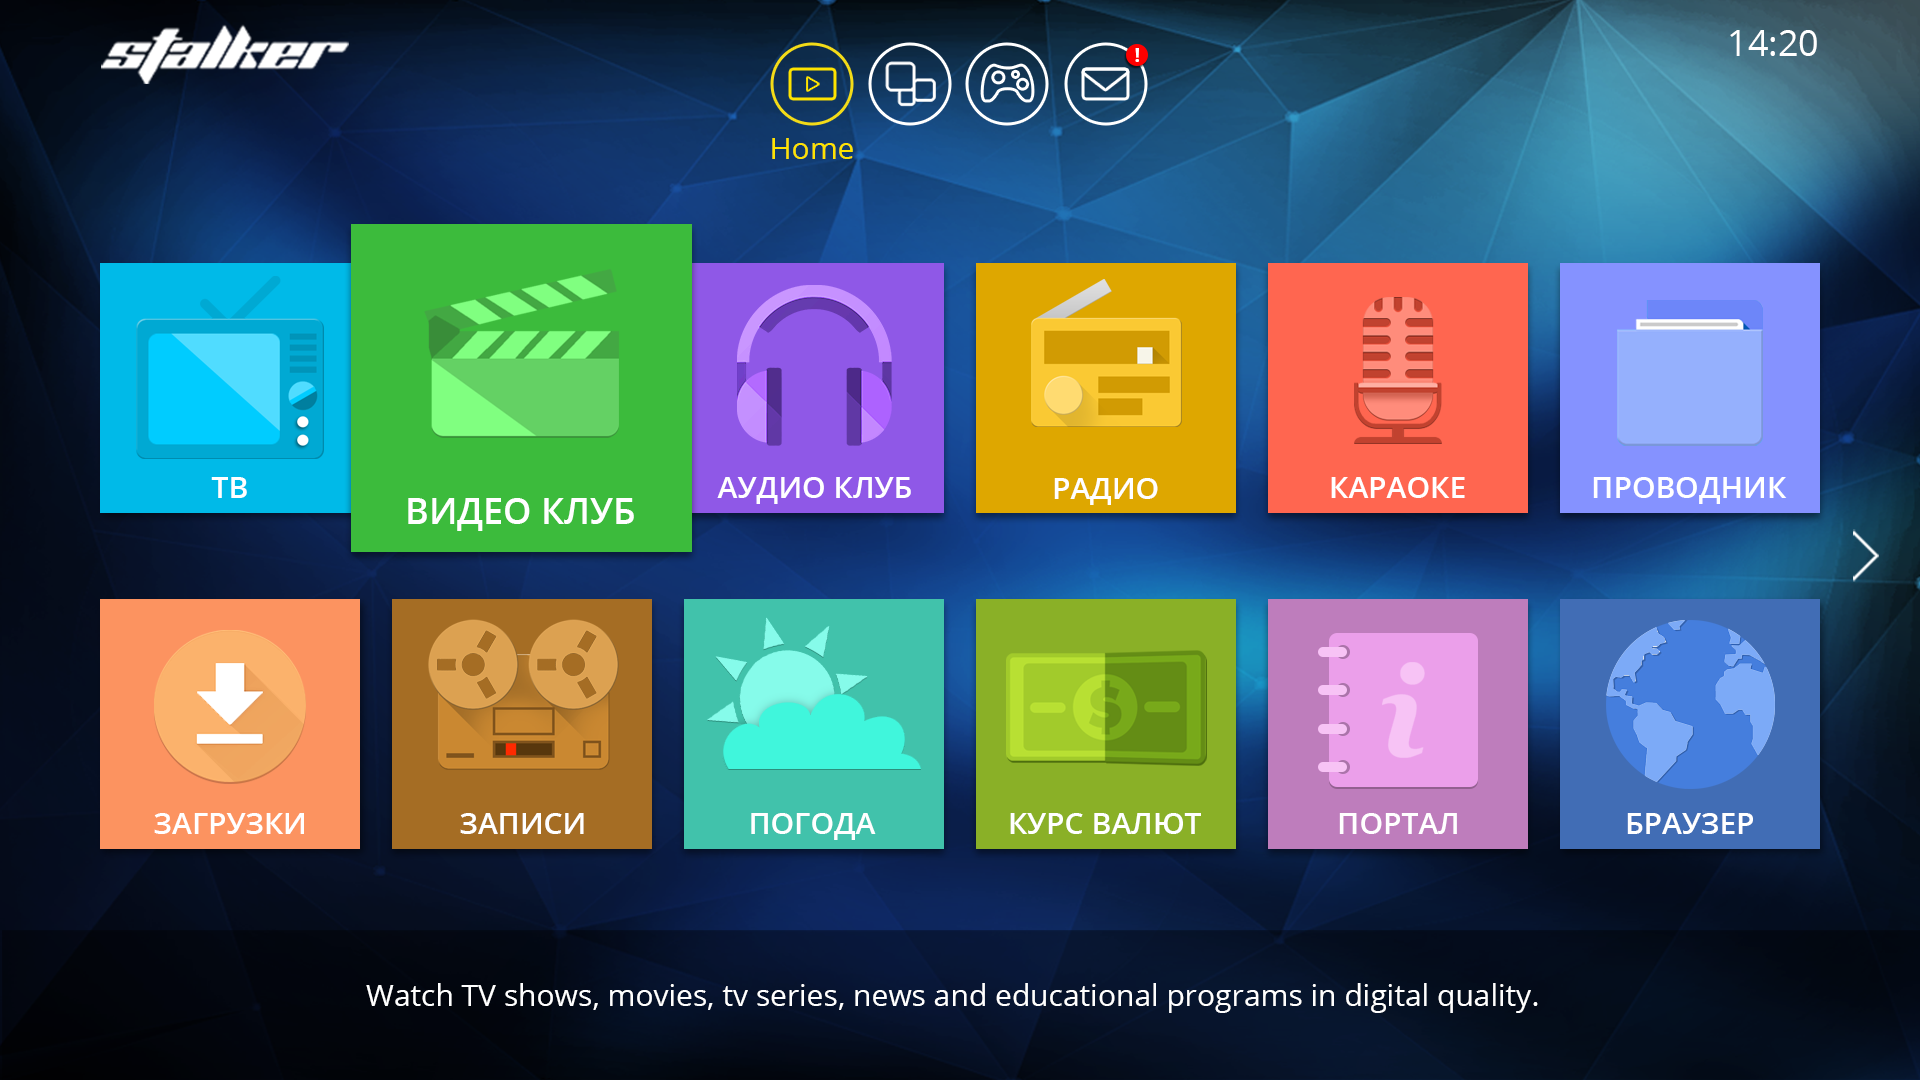 stalker
14:20
!
Home
ТВ
ВИДЕО КЛУБ
АУДИО КЛУБ
РАДИО
КАРАОКЕ
ПРОВОДНИК
ЗАГРУЗКИ
ЗАПИСИ
ПОГОДА
$
КУРС ВАЛЮТ
i
ПОРТАЛ
БРАУЗЕР
Watch TV shows, movies, tv series, news and educational programs in digital quality.